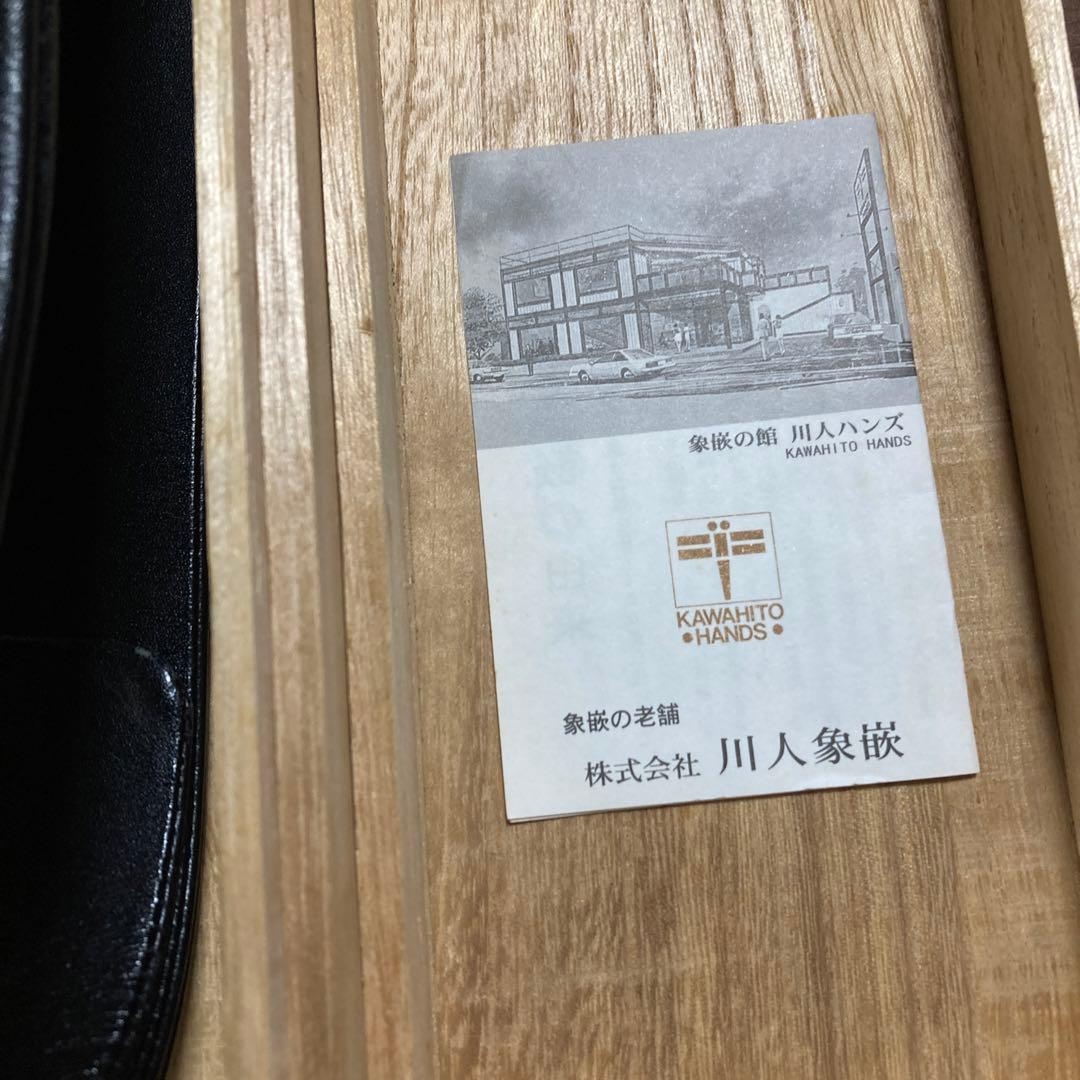 象嵌の館 川人ハンズ
KAWAHITO HANDS
KAWAHITO
•HANDS•
象嵌の老舗
株式会社 川人象嵌